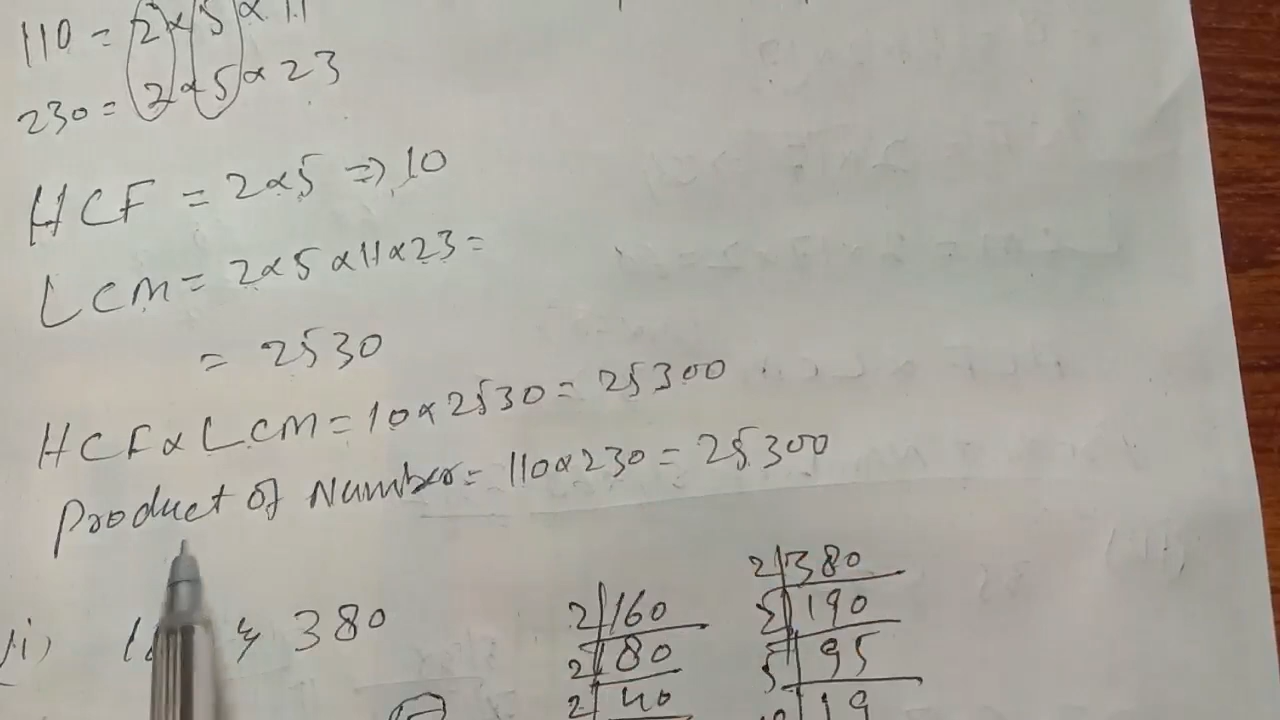 110 = 2 × 5 × 11
230 = 2 × 5 × 23
HCF = 2×5 => 10
LCM = 2×5×11×23 =
= 2530
HCF × LCM = 10×2530 = 25300
Product of Number = 110×230 = 25300
380
2|160
2|80
2|40
2|380
5|190
5|95
19